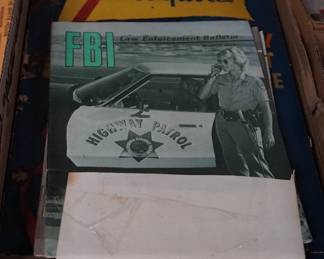 FBI
Law Enforcement Bulletin
HIGHWAY PATROL